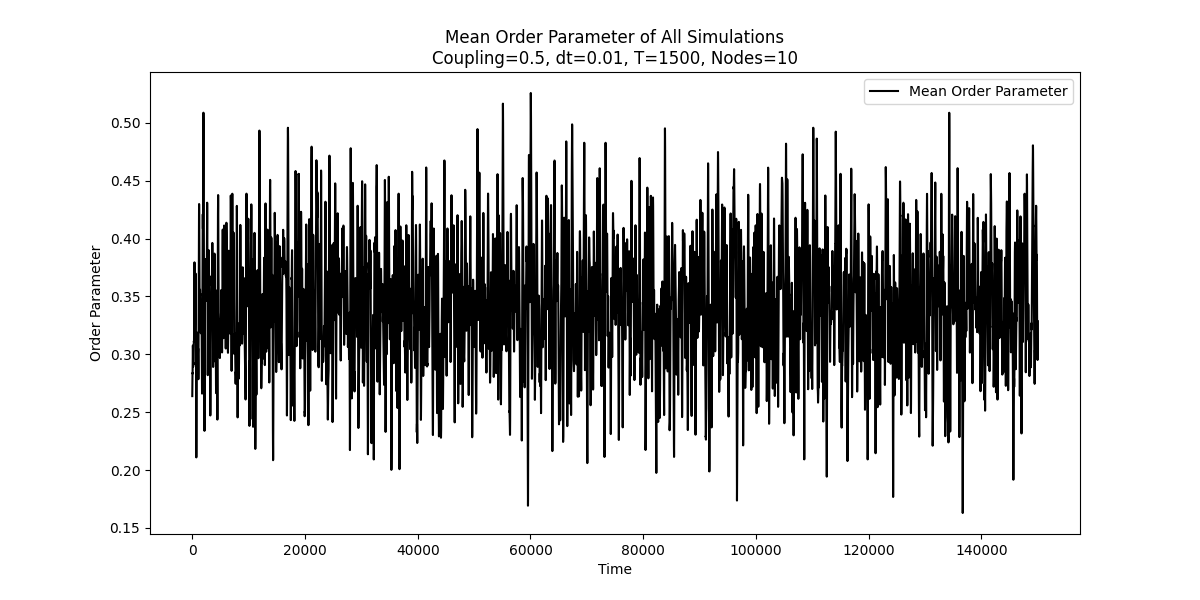 Mean Order Parameter of All Simulations
Coupling=0.5, dt=0.01, T=1500, Nodes=10
Mean Order Parameter
Order Parameter
0.50
0.45
0.40
0.35
0.30
0.25
0.20
0.15
0 20000 40000 60000 80000 100000 120000 140000
Time